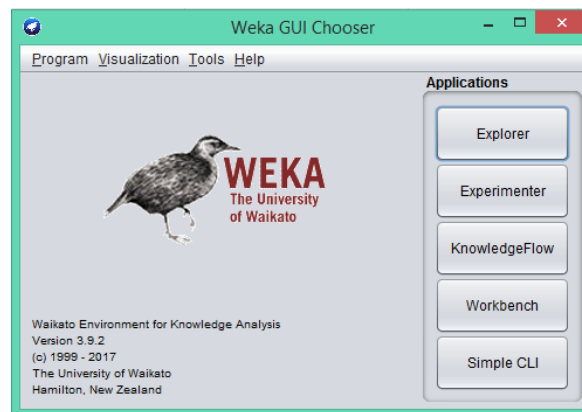 Weka GUI Chooser
Program Visualization Tools Help
Applications
Explorer
Experimenter
KnowledgeFlow
Workbench
Simple CLI
WEKA
The University
of Waikato
Waikato Environment for Knowledge Analysis
Version 3.9.2
(c) 1999 - 2017
The University of Waikato
Hamilton, New Zealand